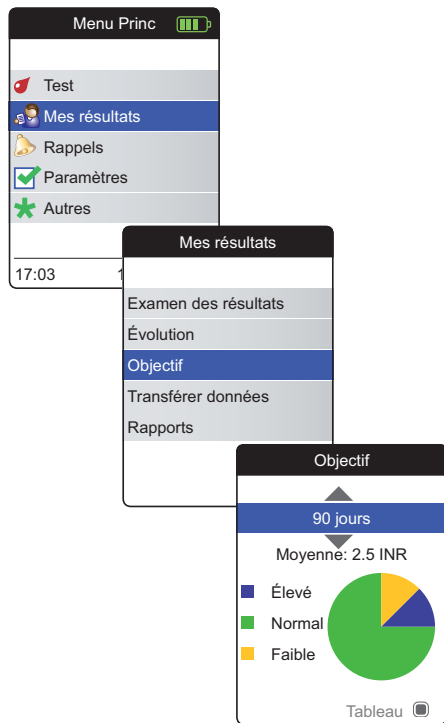 Menu Princ
Test
Mes résultats
Rappels
Paramètres
Autres
17:03 1
Mes résultats
Examen des résultats
Évolution
Objectif
Transférer données
Rapports
Objectif
90 jours
Moyenne: 2.5 INR
Élevé
Normal
Faible
Tableau